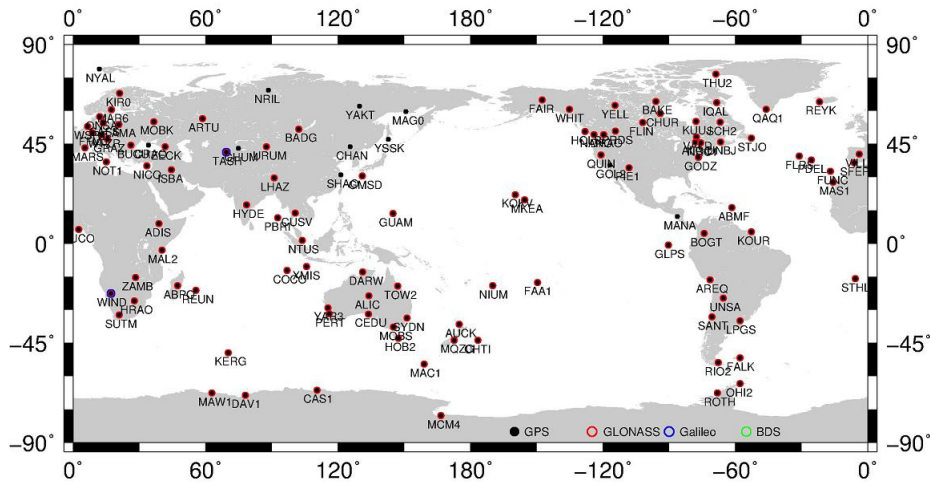 0° 60° 120° 180° −120° −60° 0°
90° 90°
NYAL
THU2
NRIL
KIR0
YAKT
MAG0
FAIR
WHIT
YELL
BAKE
IQAL
QAQ1
REYK
MOBK
ARTU
BADG
CHUR
FLIN
KUUJ
SCH2
STJO
45° 45°
YSSK
CHAN
URUMI
TASH
GODZ
FLRS
PDEL
MARS
NOT1
NICO
ISBA
LHAZ
SHAO
GMSD
PIE1
FUNC
MAS1
HYDE
PBRI
CUSV
GUAM
KOKV
MKEA
MANA
ABMF
KOUR
BOGT
ADIS
MAL2
NTUS
GLPS
0° 0°
COCO
XMIS
DARW
ZAMB
ABPO
REUN
WIND
HRAO
SUTM
TOW2
ALIC
NIUM
FAA1
AREQ
UNSA
STHL
YAR3
PERT
CEDU
SYDN
MOBS
HOB2
AUCK
MQZG
CHTI
SANT
LPGS
−45° −45°
KERG
MAC1
RIO2
FALK
OHI2
ROTH
MAW1
DAV1
CAS1
MCM4
GPS GLONASS Galileo BDS
−90° −90°
0° 60° 120° 180° −120° −60° 0°